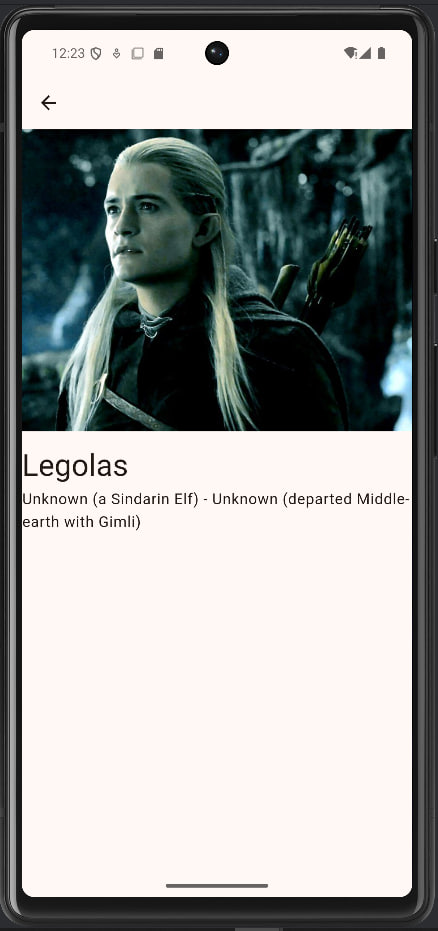 12:23
Legolas
Unknown (a Sindarin Elf) - Unknown (departed Middle-
earth with Gimli)